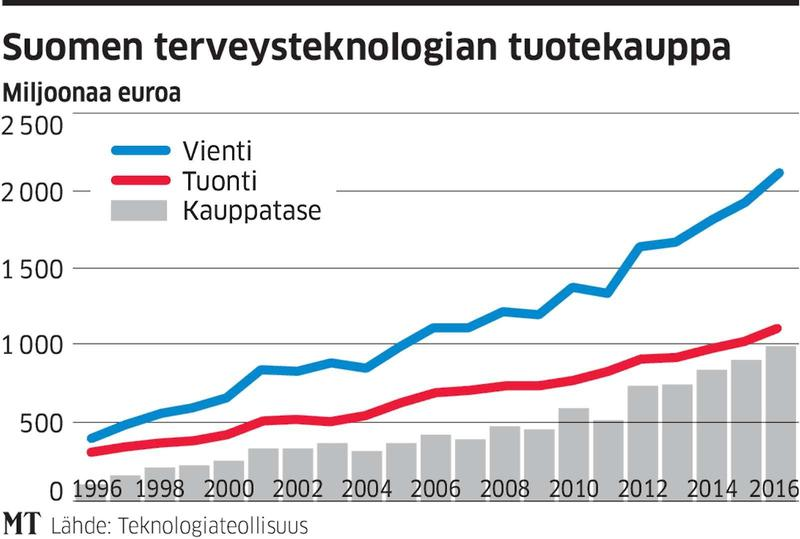 Suomen terveysteknologian tuotekauppa
Miljoonaa euroa
2 500
Vienti
Tuonti
2 000
Kauppatase
1 500
1 000
500
0 1996 1998 2000 2002 2004 2006 2008 2010 2012 2014 2016
MT Lähde: Teknologiateollisuus